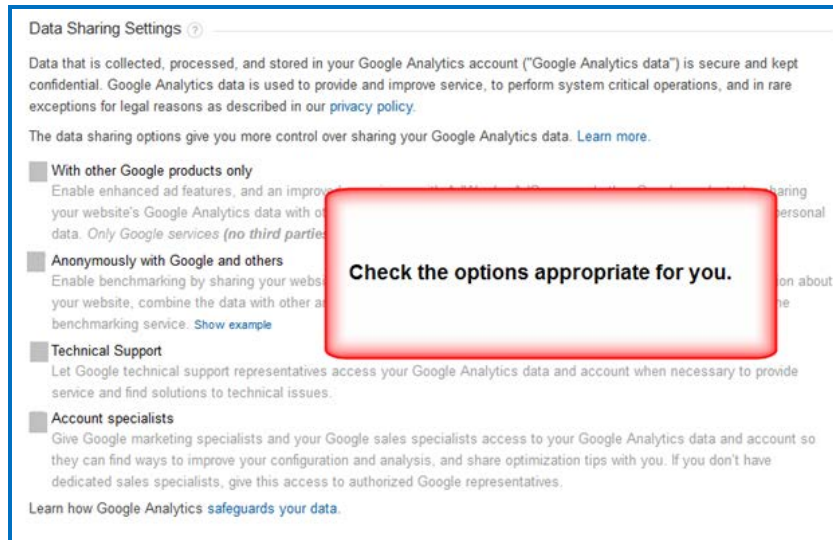 Data Sharing Settings ?
Data that is collected, processed, and stored in your Google Analytics account ("Google Analytics data") is secure and kept
confidential. Google Analytics data is used to provide and improve service, to perform system critical operations, and in rare
exceptions for legal reasons as described in our privacy policy.
The data sharing options give you more control over sharing your Google Analytics data. Learn more.
With other Google products only
Enable enhanced ad features, and an sharing
your website's Google Analytics data with personal
data. Only Google services (no third
Anonymously with Google and others
Enable benchmarking by sharing your about
your website, combine the data with other
benchmarking service. Show example
Check the options appropriate for you.
Technical Support
Let Google technical support representatives access your Google Analytics data and account when necessary to provide
service and find solutions to technical issues.
Account specialists
Give Google marketing specialists and your Google sales specialists access to your Google Analytics data and account so
they can find ways to improve your configuration and analysis, and share optimization tips with you. If you don't have
dedicated sales specialists, give this access to authorized Google representatives.
Learn how Google Analytics safeguards your data.